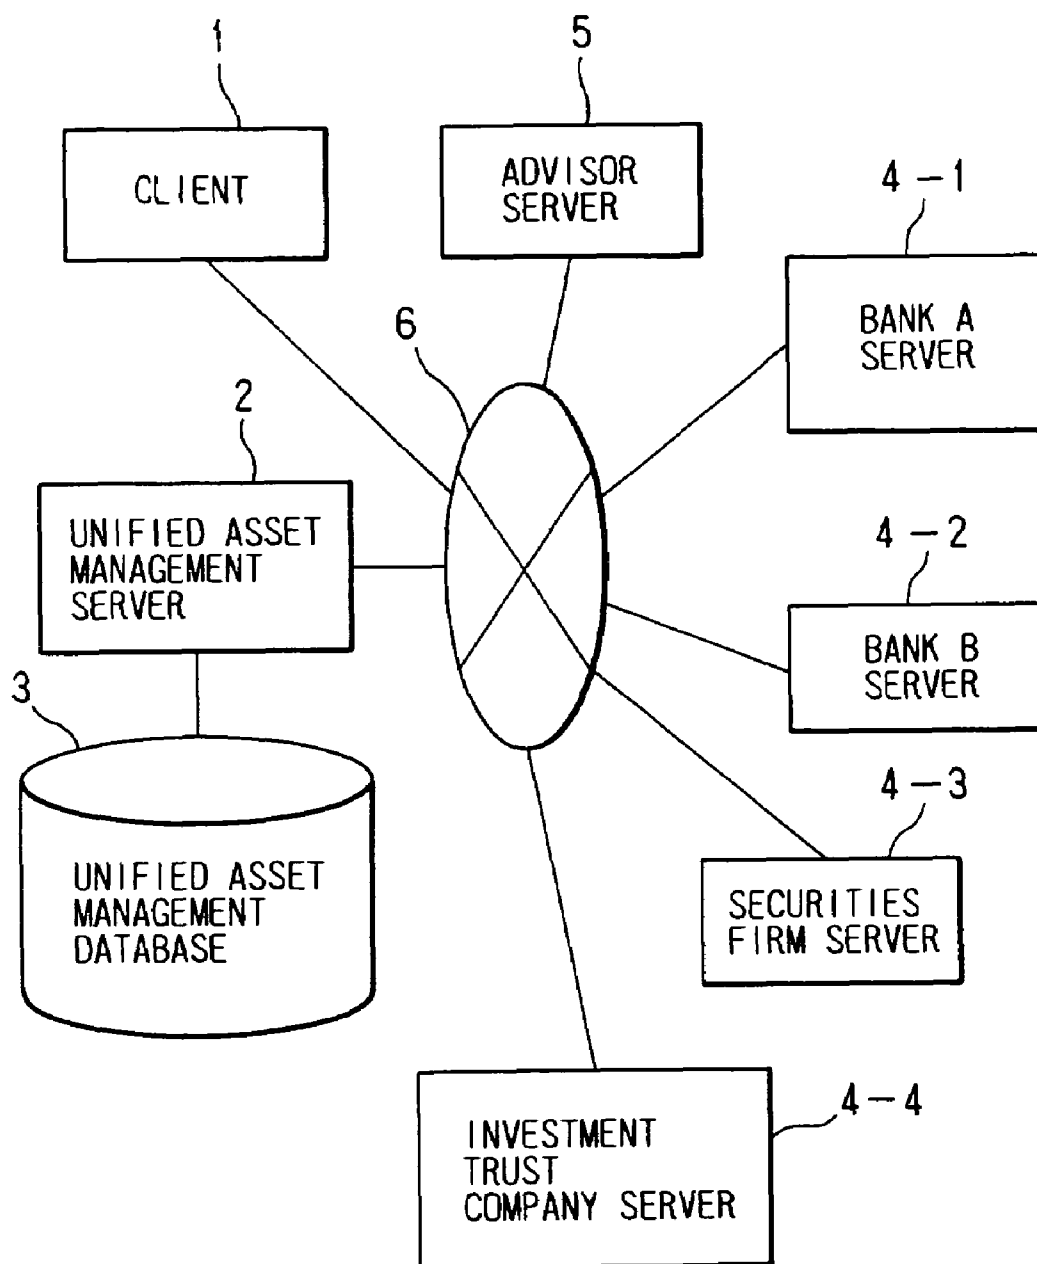 1
5
CLIENT
ADVISOR
SERVER
4-1
BANK A
SERVER
6
2
UNIFIED ASSET
MANAGEMENT
SERVER
4-2
BANK B
SERVER
3
UNIFIED ASSET
MANAGEMENT
DATABASE
4-3
SECURITIES
FIRM SERVER
4-4
INVESTMENT
TRUST
COMPANY SERVER